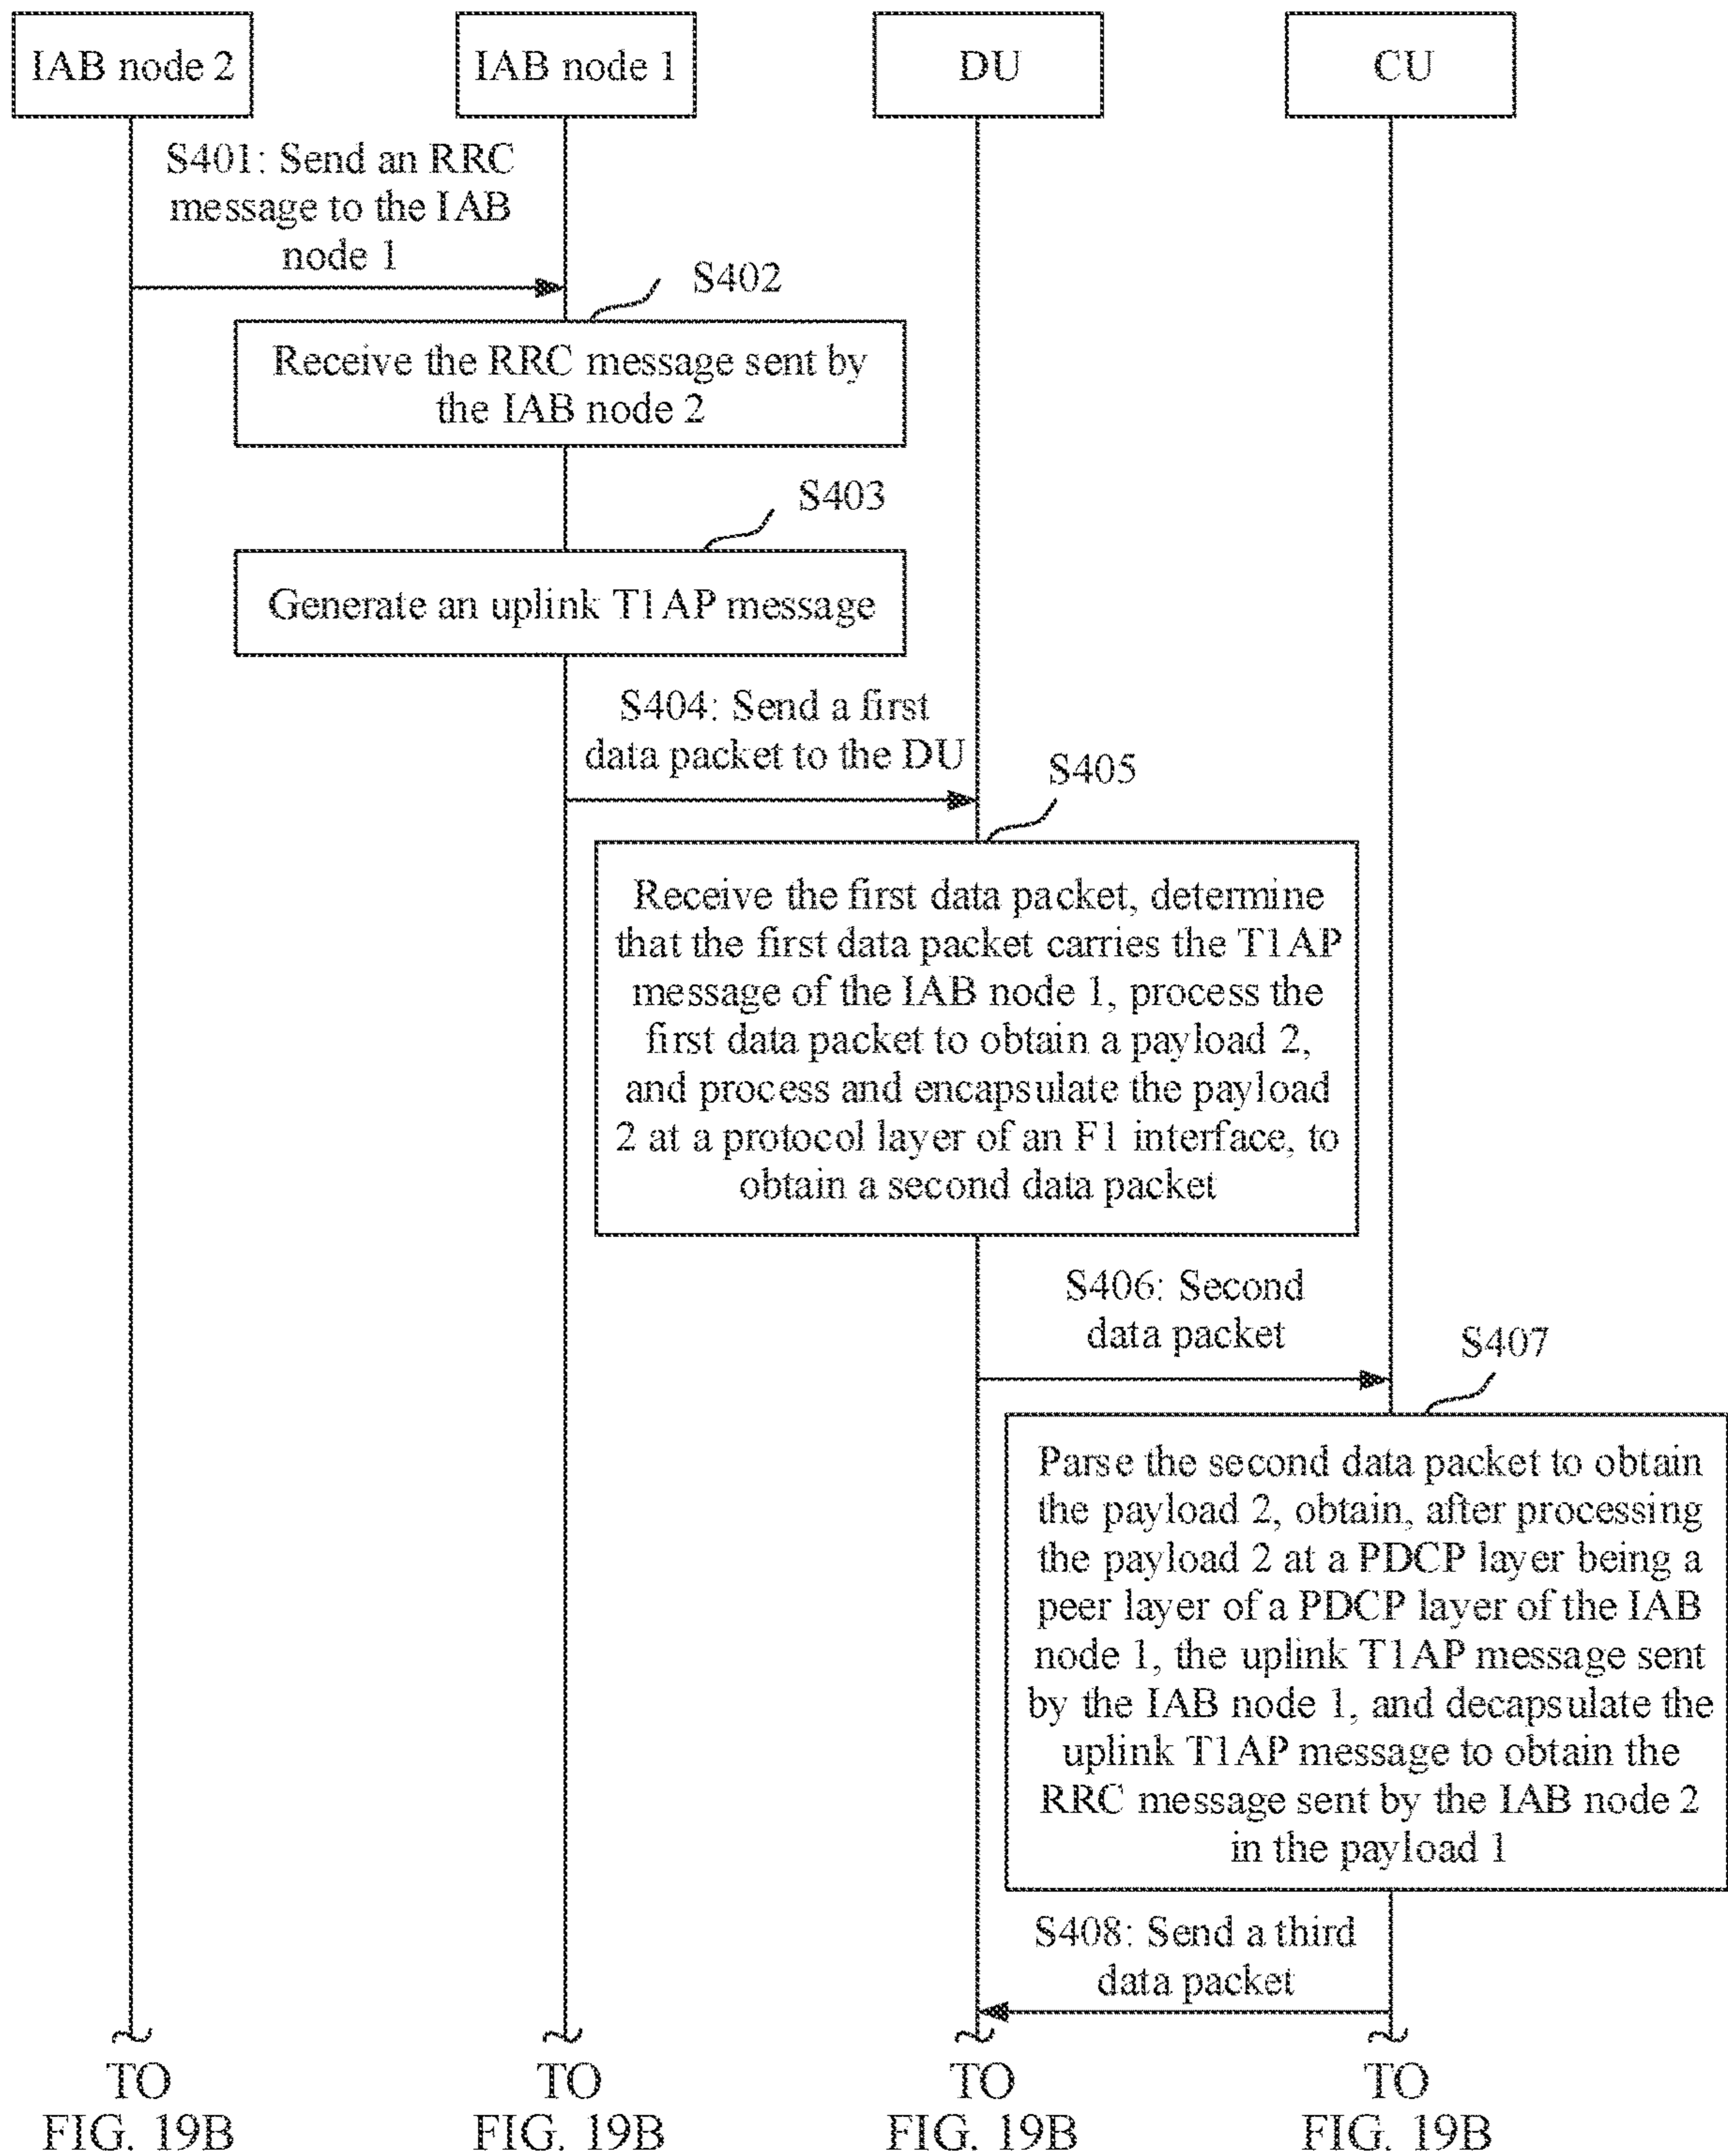 IAB node 2
IAB node 1
DU
CU
S401: Send an RRC
message to the IAB
node 1
S402
Receive the RRC message sent by
the IAB node 2
S403
Generate an uplink T1AP message
S404: Send a first
data packet to the DU
S405
Receive the first data packet, determine
that the first data packet carries the T1AP
message of the IAB node 1, process the
first data packet to obtain a payload 2,
and process and encapsulate the payload
2 at a protocol layer of an F1 interface, to
obtain a second data packet
S406: Second
data packet
S407
Parse the second data packet to obtain
the payload 2, obtain, after processing
the payload 2 at a PDCP layer being a
peer layer of a PDCP layer of the IAB
node 1, the uplink T1AP message sent
by the IAB node 1, and decapsulate the
uplink T1AP message to obtain the
RRC message sent by the IAB node 2
in the payload 1
S408: Send a third
data packet
TO
FIG. 19B
TO
FIG. 19B
TO
FIG. 19B
TO
FIG. 19B